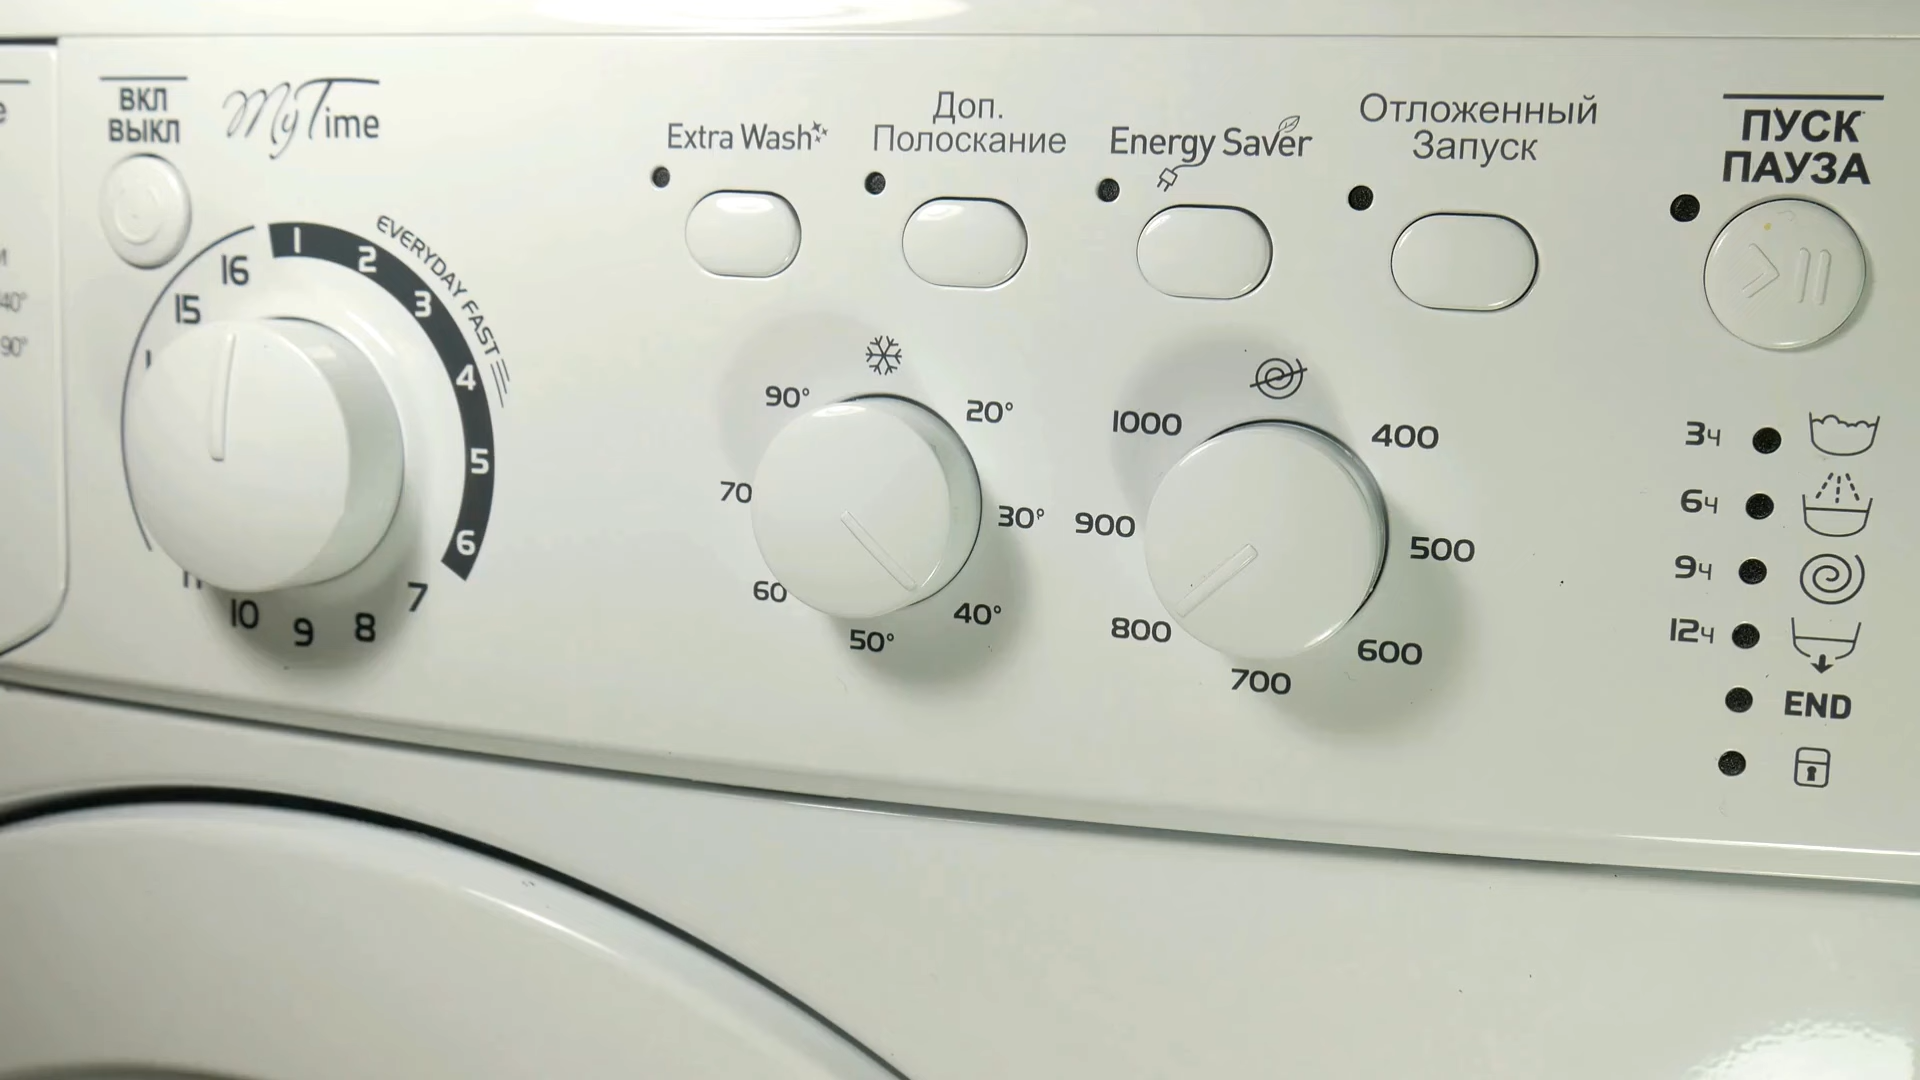 ВКЛ
ВЫКЛ
MyTime
Extra Wash
Доп.
Полоскание
Energy Saver
Отложенный
Запуск
ПУСК
ПАУЗА
EVERYDAY FAST
1
2
3
4
5
6
7
8
9
10
15
16
40°
90°
90°
20°
30°
40°
50°
60
70
1000
400
500
600
700
800
900
3ч
6ч
9ч
12ч
END